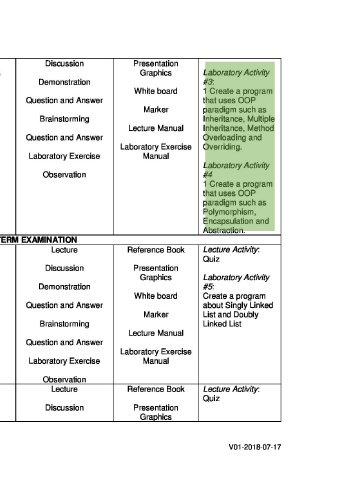 Discussion
Demonstration
Question and Answer
Brainstorming
Question and Answer
Laboratory Exercise
Observation
Presentation
Graphics
White board
Marker
Lecture Manual
Laboratory Exercise
Manual
Laboratory Activity
#3:
1 Create a program
that uses OOP
paradigm such as
Inheritance, Multiple
Inheritance, Method
Overloading and
Overriding.
Laboratory Activity
#4
1 Create a program
that uses OOP
paradigm such as
Polymorphism,
Encapsulation and
Abstraction.
TERM EXAMINATION
Lecture
Discussion
Demonstration
Question and Answer
Brainstorming
Question and Answer
Laboratory Exercise
Observation
Reference Book
Presentation
Graphics
White board
Marker
Lecture Manual
Laboratory Exercise
Manual
Lecture Activity:
Quiz
Laboratory Activity
#5:
Create a program
about Singly Linked
List and Doubly
Linked List
Lecture
Discussion
Reference Book
Presentation
Graphics
Lecture Activity:
Quiz
V01-2018-07-17